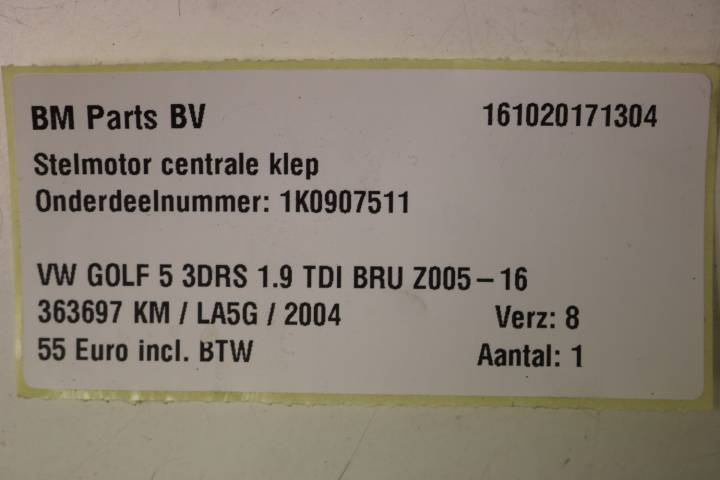 BM Parts BV 161020171304
Stelmotor centrale klep
Onderdeelnummer: 1K0907511
VW GOLF 5 3DRS 1.9 TDI BRU Z005-16
363697 KM / LA5G / 2004 Verz: 8
55 Euro incl. BTW Aantal: 1